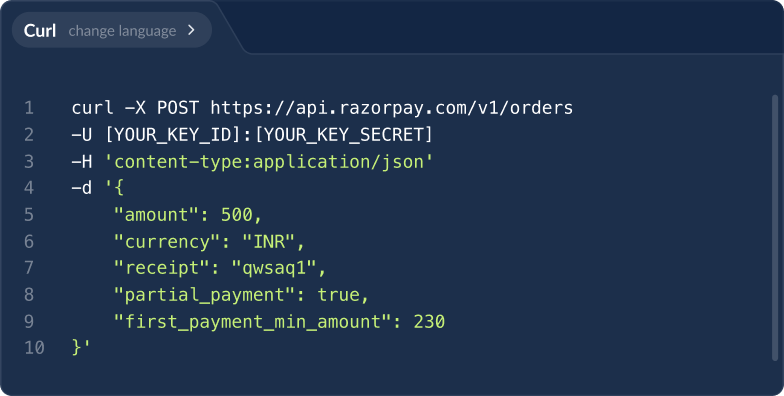 Curl change language >
1 curl -X POST https://api.razorpay.com/v1/orders
2 -U [YOUR_KEY_ID]:[YOUR_KEY_SECRET]
3 -H 'content-type:application/json'
4 -d '{
5     "amount": 500,
6     "currency": "INR",
7     "receipt": "qwsaq1",
8     "partial_payment": true,
9     "first_payment_min_amount": 230
10 }'